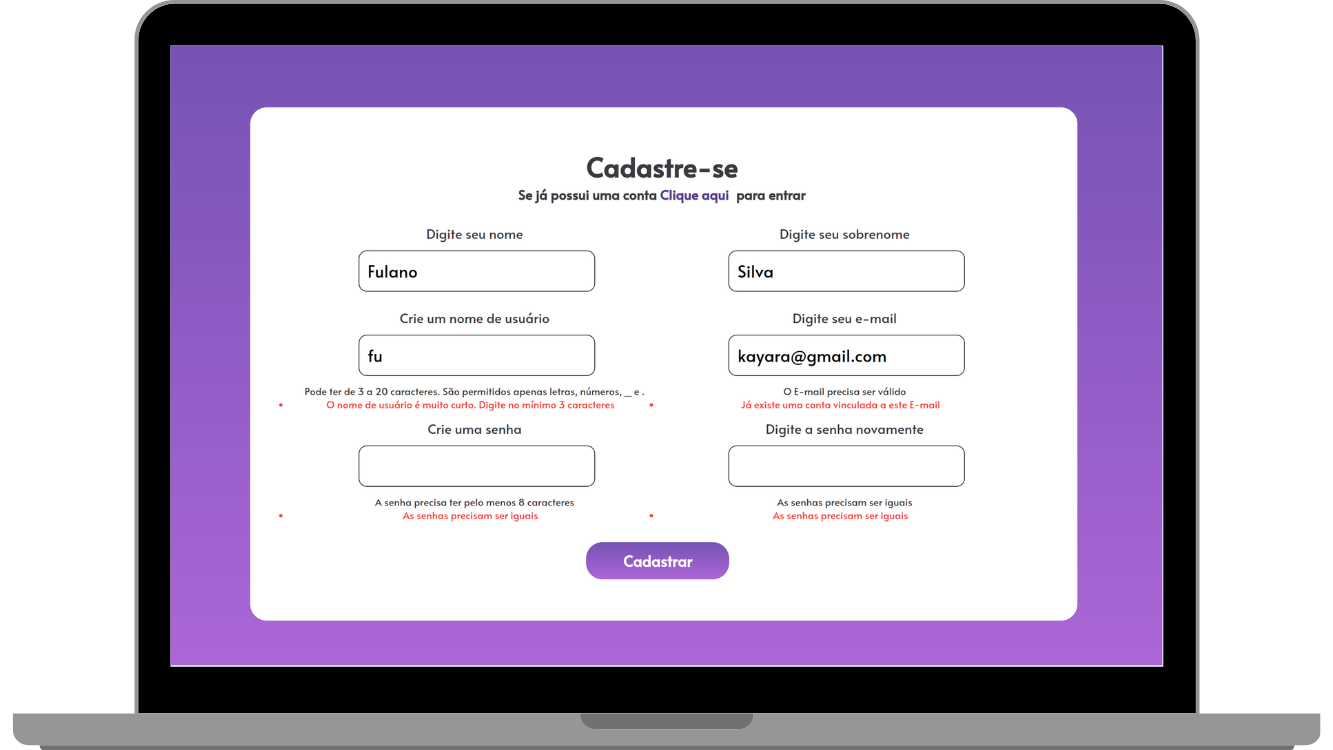 Cadastre-se
Se já possui uma conta Clique aqui para entrar
Digite seu nome
Digite seu sobrenome
Fulano
Silva
Crie um nome de usuário
Digite seu e-mail
fu
kayara@gmail.com
Pode ter de 3 a 20 caracteres. São permitidos apenas letras, números, _ e .
O E-mail precisa ser válido
• O nome de usuário é muito curto. Digite no mínimo 3 caracteres
• Já existe uma conta vinculada a este E-mail
Crie uma senha
Digite a senha novamente
A senha precisa ter pelo menos 8 caracteres
As senhas precisam ser iguais
• As senhas precisam ser iguais
• As senhas precisam ser iguais
Cadastrar